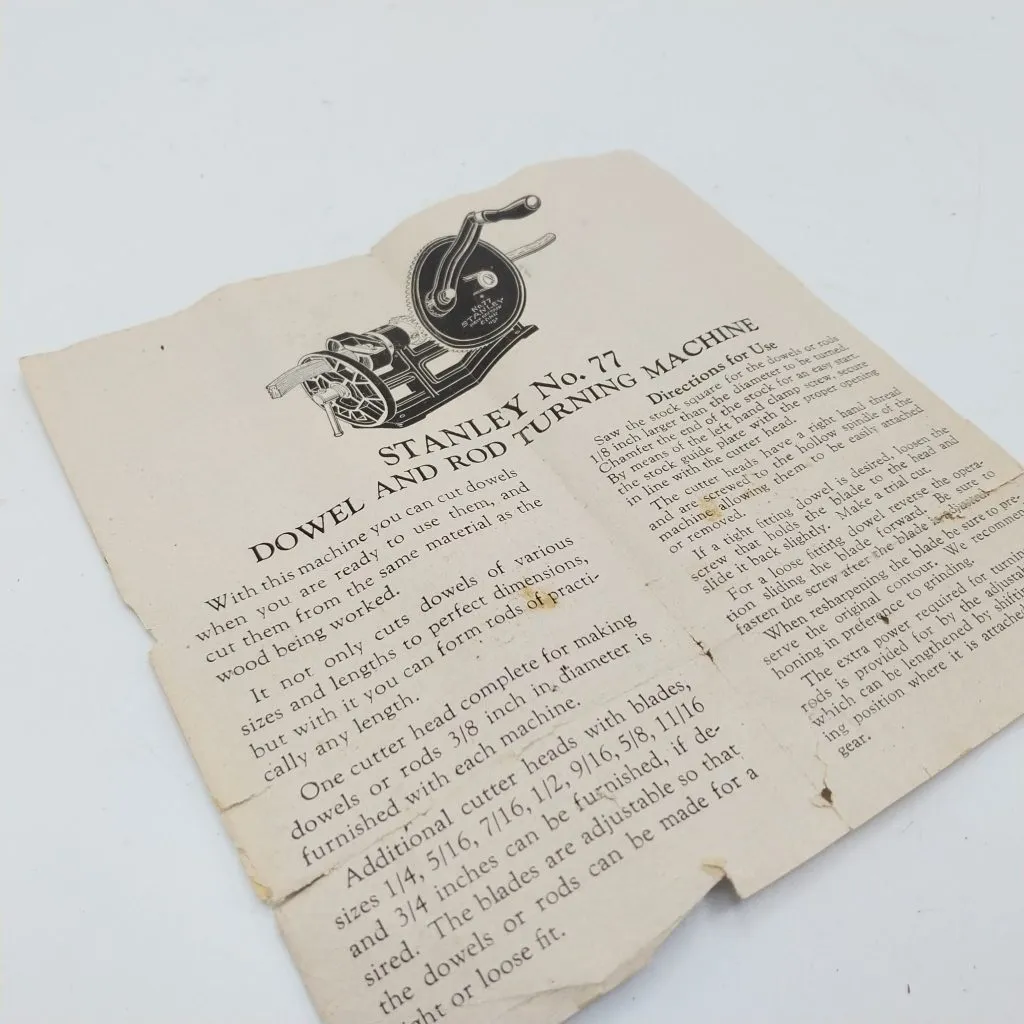 No 77
STANLEY
STANLEY No. 77
DOWEL AND ROD TURNING MACHINE
With this machine you can cut dowels
when you are ready to use them, and
cut them from the same material as the
wood being worked.
It not only cuts dowels of various
sizes and lengths to perfect dimensions,
but with it you can form rods of practi-
cally any length.
One cutter head complete for making
dowels or rods 3/8 inch in diameter is
furnished with each machine.
Additional cutter heads with blades,
sizes 1/4, 5/16, 7/16, 1/2, 9/16, 5/8, 11/16
and 3/4 inches can be furnished, if de-
sired. The blades are adjustable so that
the dowels or rods can be made for a
ght or loose fit.
Directions for Use
Saw the stock square for the dowels or rods
1/8 inch larger than the diameter to be turned.
Chamfer the end of the stock for an easy start.
By means of the left hand clamp screw, secure
the stock guide plate with the proper opening
in line with the cutter head.
The cutter heads have a right hand thread
and are screwed to the hollow spindle of the
machine allowing them to be easily attached
or removed.
If a tight fitting dowel is desired, loosen the
screw that holds the blade to the head and
slide it back slightly. Make a trial cut.
For a loose fitting dowel reverse the opera-
tion sliding the blade forward. Be sure to
fasten the screw after the blade is adjusted.
When resharpening the blade be sure to pre-
serve the original contour. We recommen
honing in preference to grinding.
The extra power required for turning
rods is provided for by the adjusta
which can be lengthened by shifti
ing position where it is attache
gear.